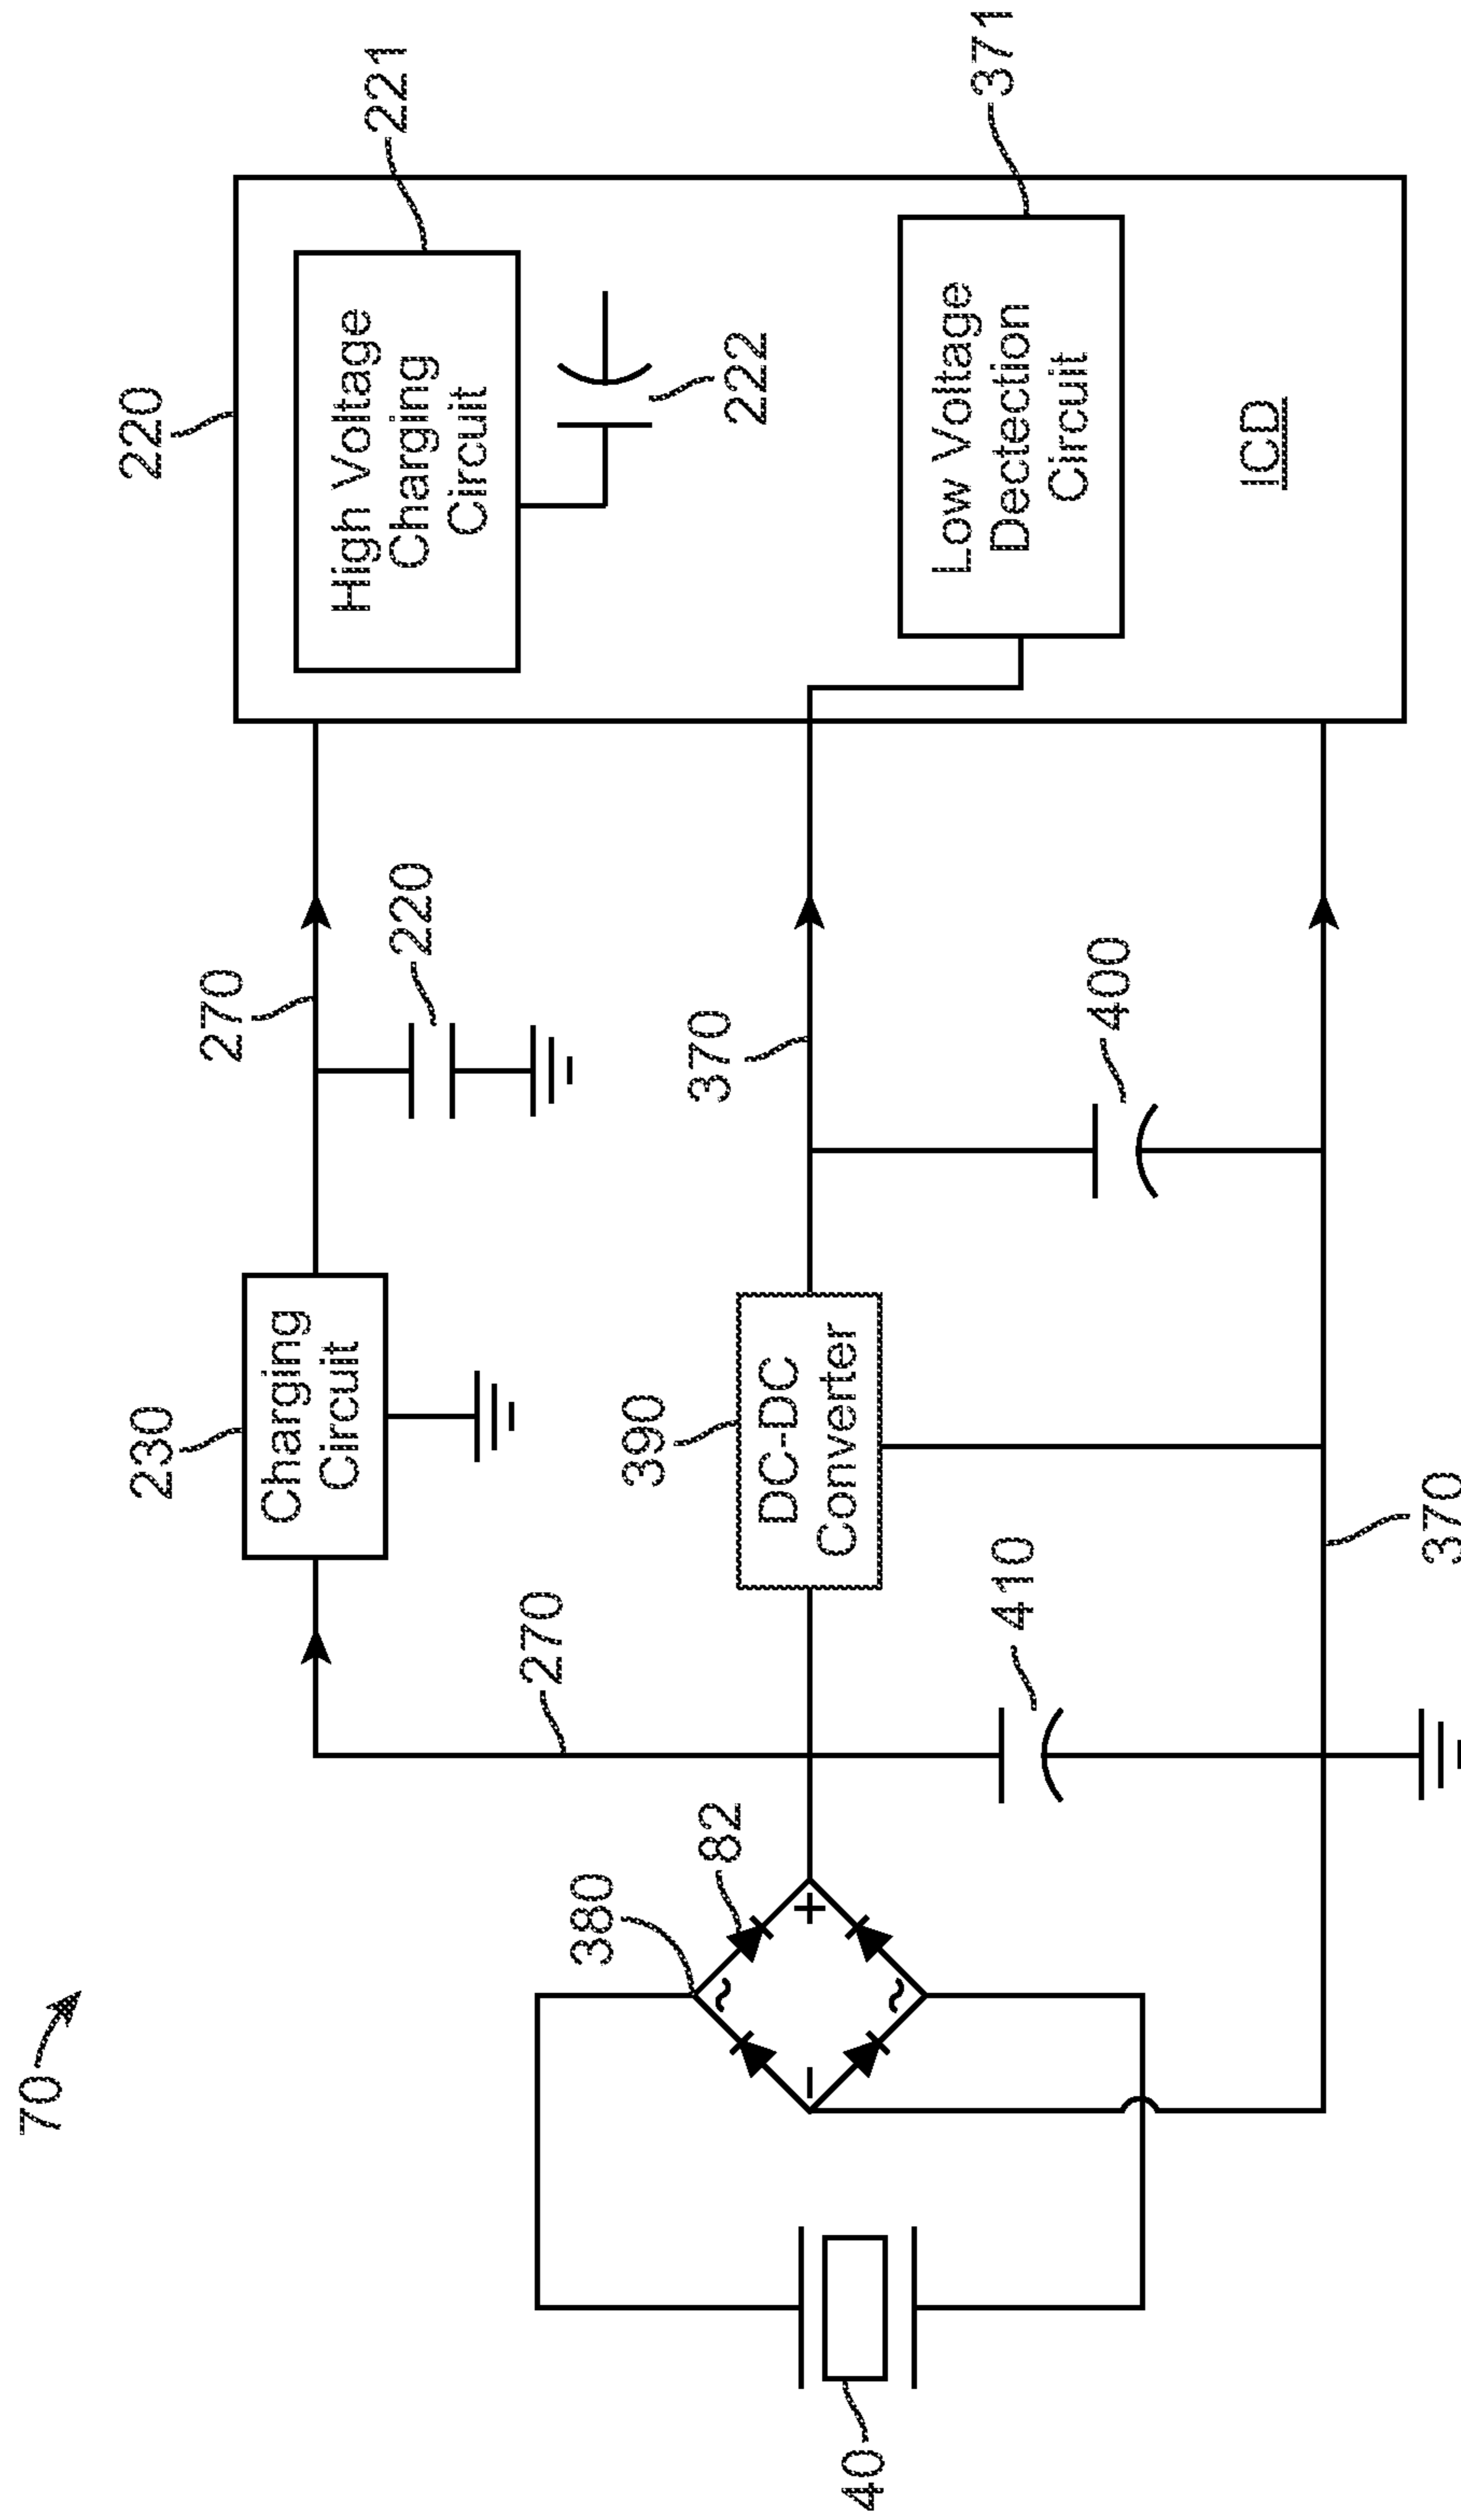 70
220
221
High Voltage
Charging
Circuit
222
Low Voltage
Dectection
Circuit
371
ICD
230
Charging
Circuit
270
220
270
390
DC-DC
Converter
370
400
380
82
+
~
~
−
410
370
40